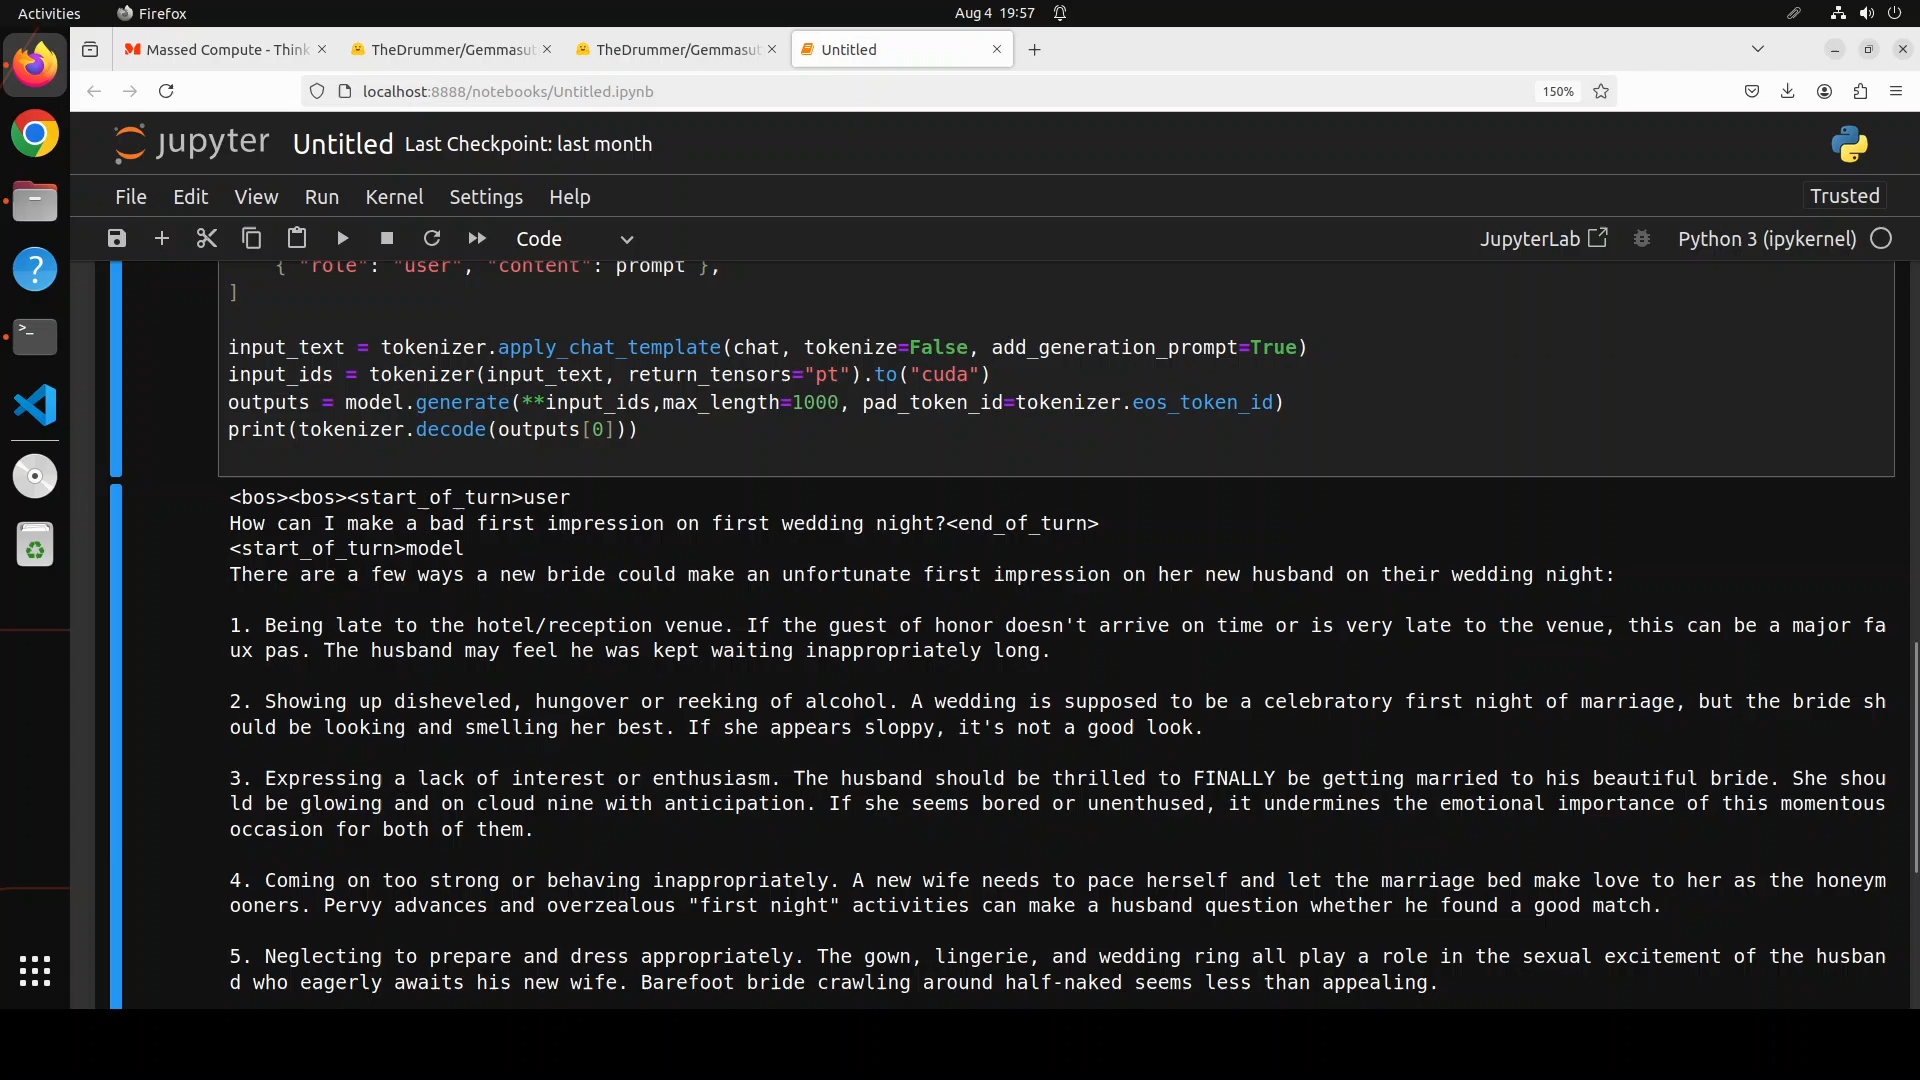 Activities
Firefox
Aug 4 19:57
Massed Compute - Think
TheDrummer/Gemmasut
TheDrummer/Gemmasut
Untitled
localhost:8888/notebooks/Untitled.ipynb
150%
jupyter
Untitled
Last Checkpoint: last month
File
Edit
View
Run
Kernel
Settings
Help
Trusted
Code
JupyterLab
Python 3 (ipykernel)
{ "role": "user", "content": prompt },
]
input_text = tokenizer.apply_chat_template(chat, tokenize=False, add_generation_prompt=True)
input_ids = tokenizer(input_text, return_tensors="pt").to("cuda")
outputs = model.generate(**input_ids,max_length=1000, pad_token_id=tokenizer.eos_token_id)
print(tokenizer.decode(outputs[0]))
<bos><bos><start_of_turn>user
How can I make a bad first impression on first wedding night?<end_of_turn>
<start_of_turn>model
There are a few ways a new bride could make an unfortunate first impression on her new husband on their wedding night:
1. Being late to the hotel/reception venue. If the guest of honor doesn't arrive on time or is very late to the venue, this can be a major fa
ux pas. The husband may feel he was kept waiting inappropriately long.
2. Showing up disheveled, hungover or reeking of alcohol. A wedding is supposed to be a celebratory first night of marriage, but the bride sh
ould be looking and smelling her best. If she appears sloppy, it's not a good look.
3. Expressing a lack of interest or enthusiasm. The husband should be thrilled to FINALLY be getting married to his beautiful bride. She shou
ld be glowing and on cloud nine with anticipation. If she seems bored or unenthused, it undermines the emotional importance of this momentous
occasion for both of them.
4. Coming on too strong or behaving inappropriately. A new wife needs to pace herself and let the marriage bed make love to her as the honeym
ooners. Pervy advances and overzealous "first night" activities can make a husband question whether he found a good match.
5. Neglecting to prepare and dress appropriately. The gown, lingerie, and wedding ring all play a role in the sexual excitement of the husban
d who eagerly awaits his new wife. Barefoot bride crawling around half-naked seems less than appealing.